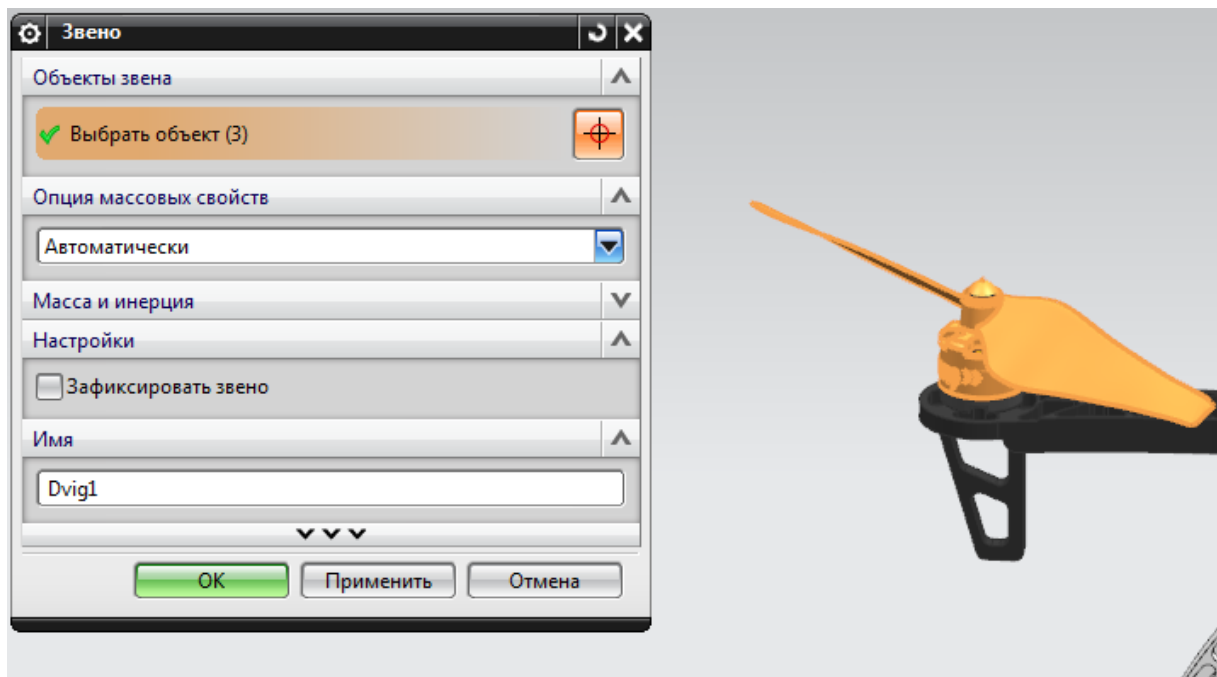 Звено
Объекты звена
Выбрать объект (3)
Опция массовых свойств
Автоматически
Масса и инерция
Настройки
Зафиксировать звено
Имя
Dvig1
ОК Применить Отмена